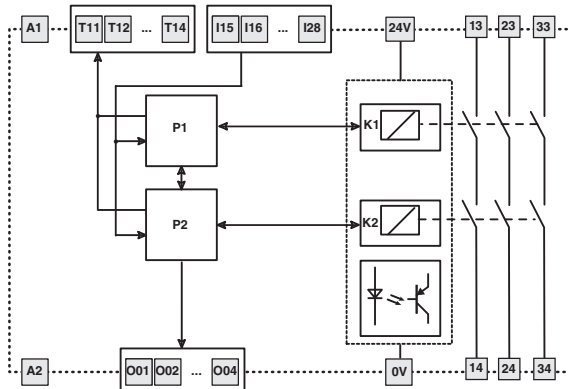 A1 T11 T12 ... T14 I15 I16 ... I28 24V 13 23 33
P1 K1
P2 K2
A2 O01 O02 ... O04 0V 14 24 34